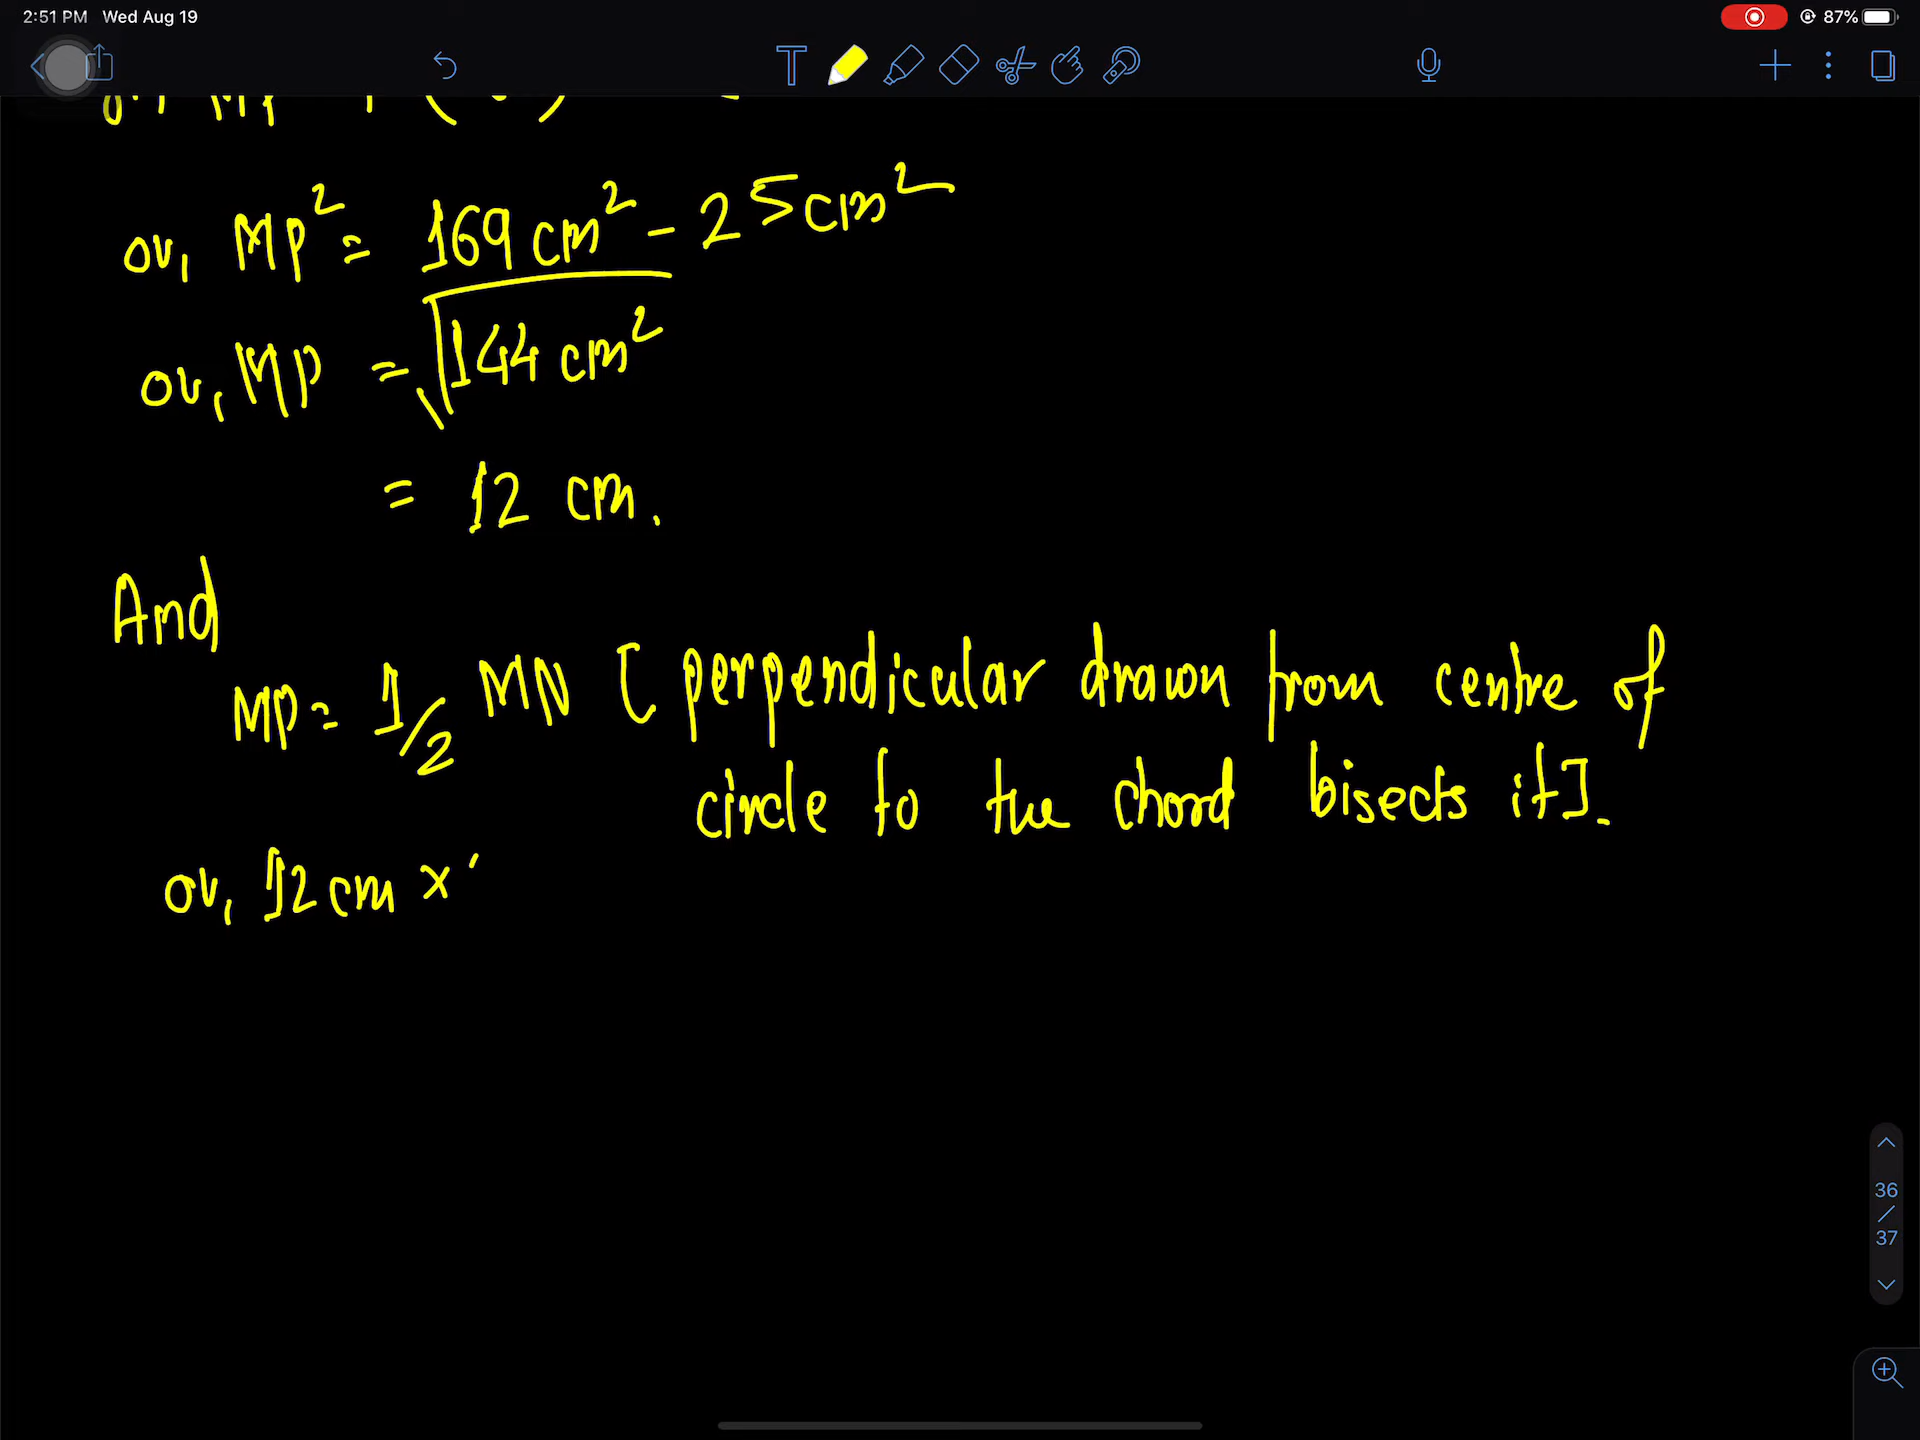 2:51 PM Wed Aug 19
87%
or, MP² = 169 cm² - 25 cm²
or, MP = √144 cm²
= 12 cm.
And
MP = 1/2 MN [ perpendicular drawn from centre of
circle to the chord bisects it].
or, 12 cm ×
36
/
37